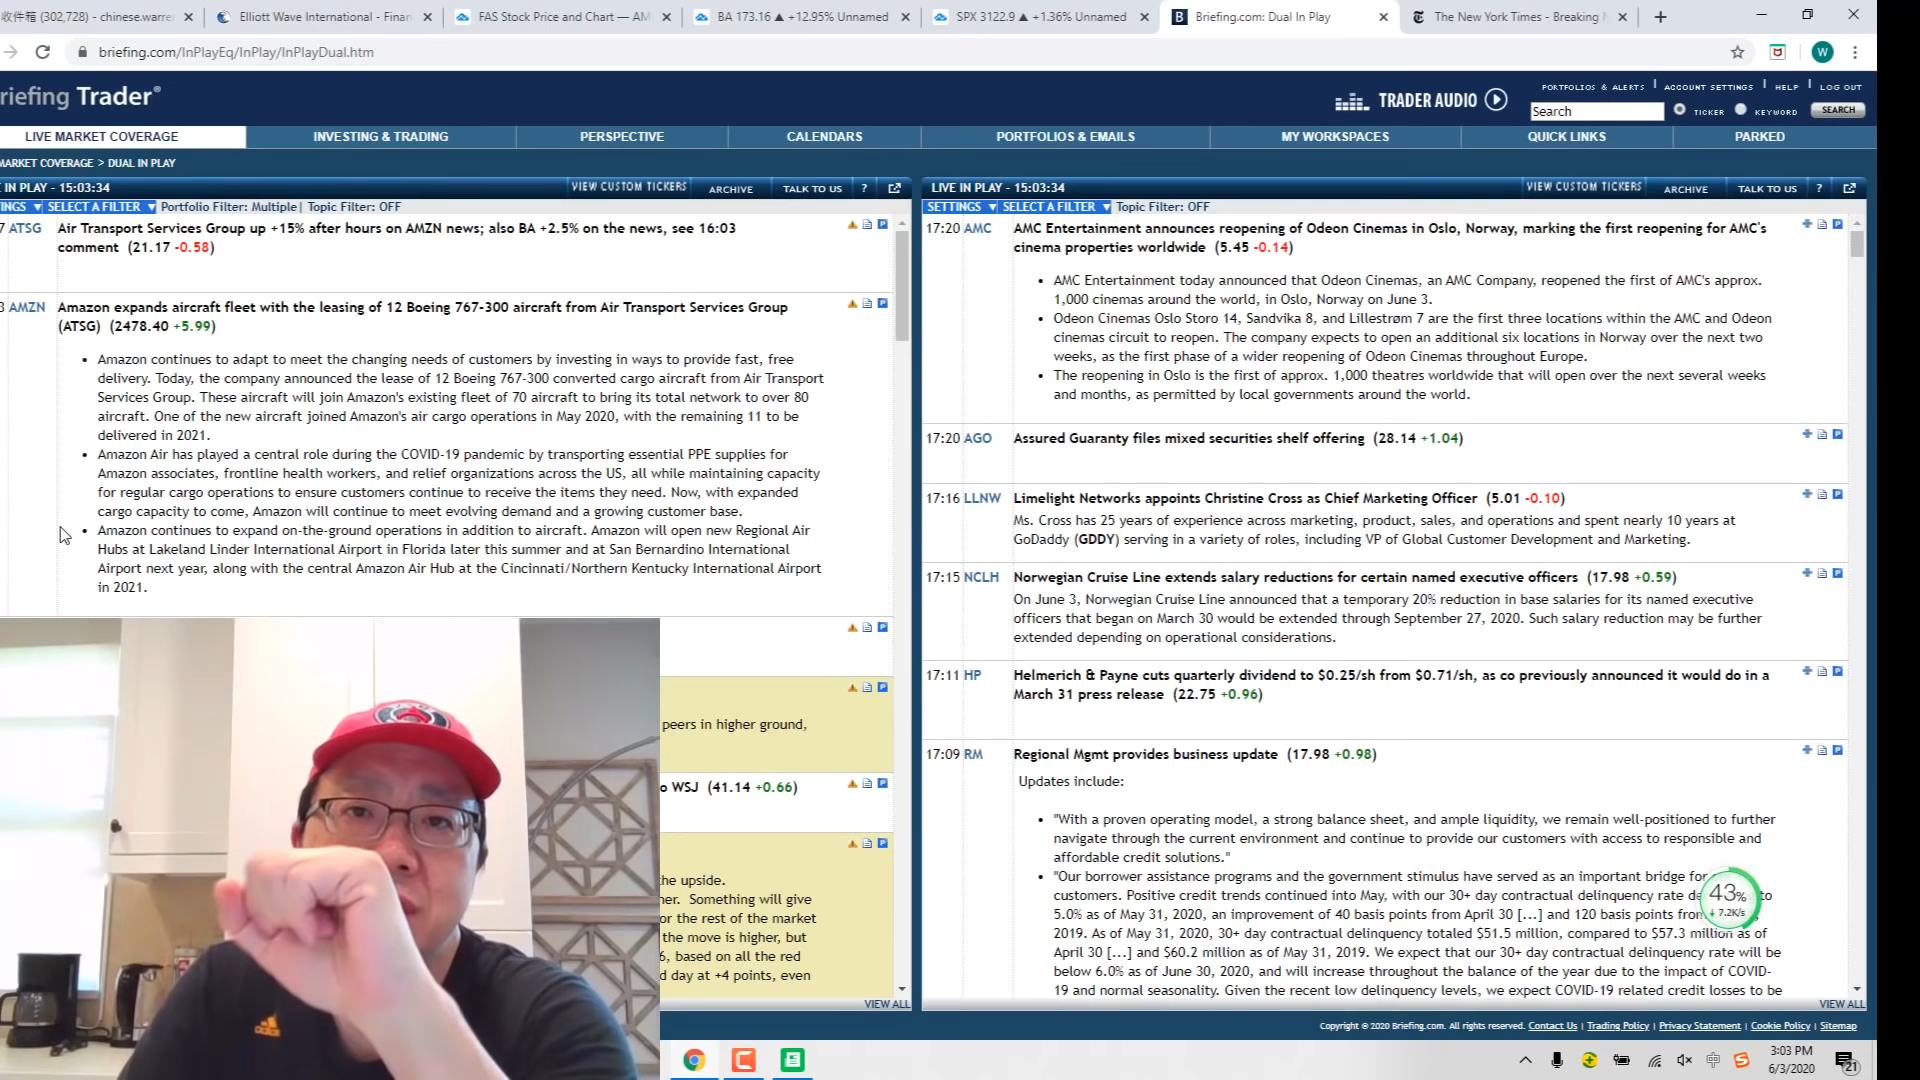 收件箱 (302,728) - chinese.warre
Elliott Wave International - Finan
FAS Stock Price and Chart — AM
BA 173.16 ▲ +12.95% Unnamed
SPX 3122.9 ▲ +1.36% Unnamed
Briefing.com: Dual In Play
The New York Times - Breaking
briefing.com/InPlayEq/InPlay/InPlayDual.htm
W
riefing Trader®
TRADER AUDIO
PORTFOLIOS & ALERTS | ACCOUNT SETTINGS | HELP | LOG OUT
Search TICKER KEYWORD SEARCH
LIVE MARKET COVERAGE INVESTING & TRADING PERSPECTIVE CALENDARS PORTFOLIOS & EMAILS MY WORKSPACES QUICK LINKS PARKED
MARKET COVERAGE > DUAL IN PLAY
E IN PLAY - 15:03:34 VIEW CUSTOM TICKERS ARCHIVE TALK TO US ?
INGS ▼ SELECT A FILTER ▼ Portfolio Filter: Multiple| Topic Filter: OFF
7 ATSG Air Transport Services Group up +15% after hours on AMZN news; also BA +2.5% on the news, see 16:03
comment (21.17 -0.58)
3 AMZN Amazon expands aircraft fleet with the leasing of 12 Boeing 767-300 aircraft from Air Transport Services Group
(ATSG) (2478.40 +5.99)
• Amazon continues to adapt to meet the changing needs of customers by investing in ways to provide fast, free
delivery. Today, the company announced the lease of 12 Boeing 767-300 converted cargo aircraft from Air Transport
Services Group. These aircraft will join Amazon's existing fleet of 70 aircraft to bring its total network to over 80
aircraft. One of the new aircraft joined Amazon's air cargo operations in May 2020, with the remaining 11 to be
delivered in 2021.
• Amazon Air has played a central role during the COVID-19 pandemic by transporting essential PPE supplies for
Amazon associates, frontline health workers, and relief organizations across the US, all while maintaining capacity
for regular cargo operations to ensure customers continue to receive the items they need. Now, with expanded
cargo capacity to come, Amazon will continue to meet evolving demand and a growing customer base.
• Amazon continues to expand on-the-ground operations in addition to aircraft. Amazon will open new Regional Air
Hubs at Lakeland Linder International Airport in Florida later this summer and at San Bernardino International
Airport next year, along with the central Amazon Air Hub at the Cincinnati/Northern Kentucky International Airport
in 2021.
peers in higher ground,
o WSJ (41.14 +0.66)
he upside.
her. Something will give
or the rest of the market
the move is higher, but
6, based on all the red
d day at +4 points, even
VIEW ALL
LIVE IN PLAY - 15:03:34 VIEW CUSTOM TICKERS ARCHIVE TALK TO US ?
SETTINGS ▼ SELECT A FILTER ▼ Topic Filter: OFF
17:20 AMC AMC Entertainment announces reopening of Odeon Cinemas in Oslo, Norway, marking the first reopening for AMC's
cinema properties worldwide (5.45 -0.14)
• AMC Entertainment today announced that Odeon Cinemas, an AMC Company, reopened the first of AMC's approx.
1,000 cinemas around the world, in Oslo, Norway on June 3.
• Odeon Cinemas Oslo Storo 14, Sandvika 8, and Lillestrøm 7 are the first three locations within the AMC and Odeon
cinemas circuit to reopen. The company expects to open an additional six locations in Norway over the next two
weeks, as the first phase of a wider reopening of Odeon Cinemas throughout Europe.
• The reopening in Oslo is the first of approx. 1,000 theatres worldwide that will open over the next several weeks
and months, as permitted by local governments around the world.
17:20 AGO Assured Guaranty files mixed securities shelf offering (28.14 +1.04)
17:16 LLNW Limelight Networks appoints Christine Cross as Chief Marketing Officer (5.01 -0.10)
Ms. Cross has 25 years of experience across marketing, product, sales, and operations and spent nearly 10 years at
GoDaddy (GDDY) serving in a variety of roles, including VP of Global Customer Development and Marketing.
17:15 NCLH Norwegian Cruise Line extends salary reductions for certain named executive officers (17.98 +0.59)
On June 3, Norwegian Cruise Line announced that a temporary 20% reduction in base salaries for its named executive
officers that began on March 30 would be extended through September 27, 2020. Such salary reduction may be further
extended depending on operational considerations.
17:11 HP Helmerich & Payne cuts quarterly dividend to $0.25/sh from $0.71/sh, as co previously announced it would do in a
March 31 press release (22.75 +0.96)
17:09 RM Regional Mgmt provides business update (17.98 +0.98)
Updates include:
• "With a proven operating model, a strong balance sheet, and ample liquidity, we remain well-positioned to further
navigate through the current environment and continue to provide our customers with access to responsible and
affordable credit solutions."
• "Our borrower assistance programs and the government stimulus have served as an important bridge for
customers. Positive credit trends continued into May, with our 30+ day contractual delinquency rate de to
5.0% as of May 31, 2020, an improvement of 40 basis points from April 30 [...] and 120 basis points from
2019. As of May 31, 2020, 30+ day contractual delinquency totaled $51.5 million, compared to $57.3 million as of
April 30 [...] and $60.2 million as of May 31, 2019. We expect that our 30+ day contractual delinquency rate will be
below 6.0% as of June 30, 2020, and will increase throughout the balance of the year due to the impact of COVID-
19 and normal seasonality. Given the recent low delinquency levels, we expect COVID-19 related credit losses to be
VIEW ALL
43%
↓ 7.2K/s
Copyright © 2020 Briefing.com. All rights reserved. Contact Us | Trading Policy | Privacy Statement | Cookie Policy | Sitemap
adidas
中
3:03 PM
6/3/2020
21